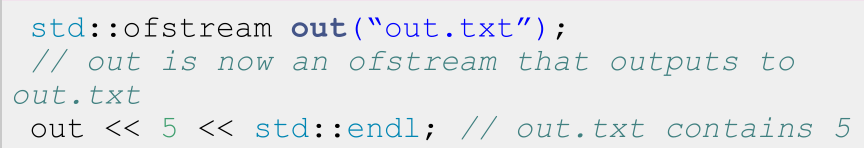 std::ofstream out(“out.txt”);
// out is now an ofstream that outputs to
out.txt
out << 5 << std::endl; // out.txt contains 5